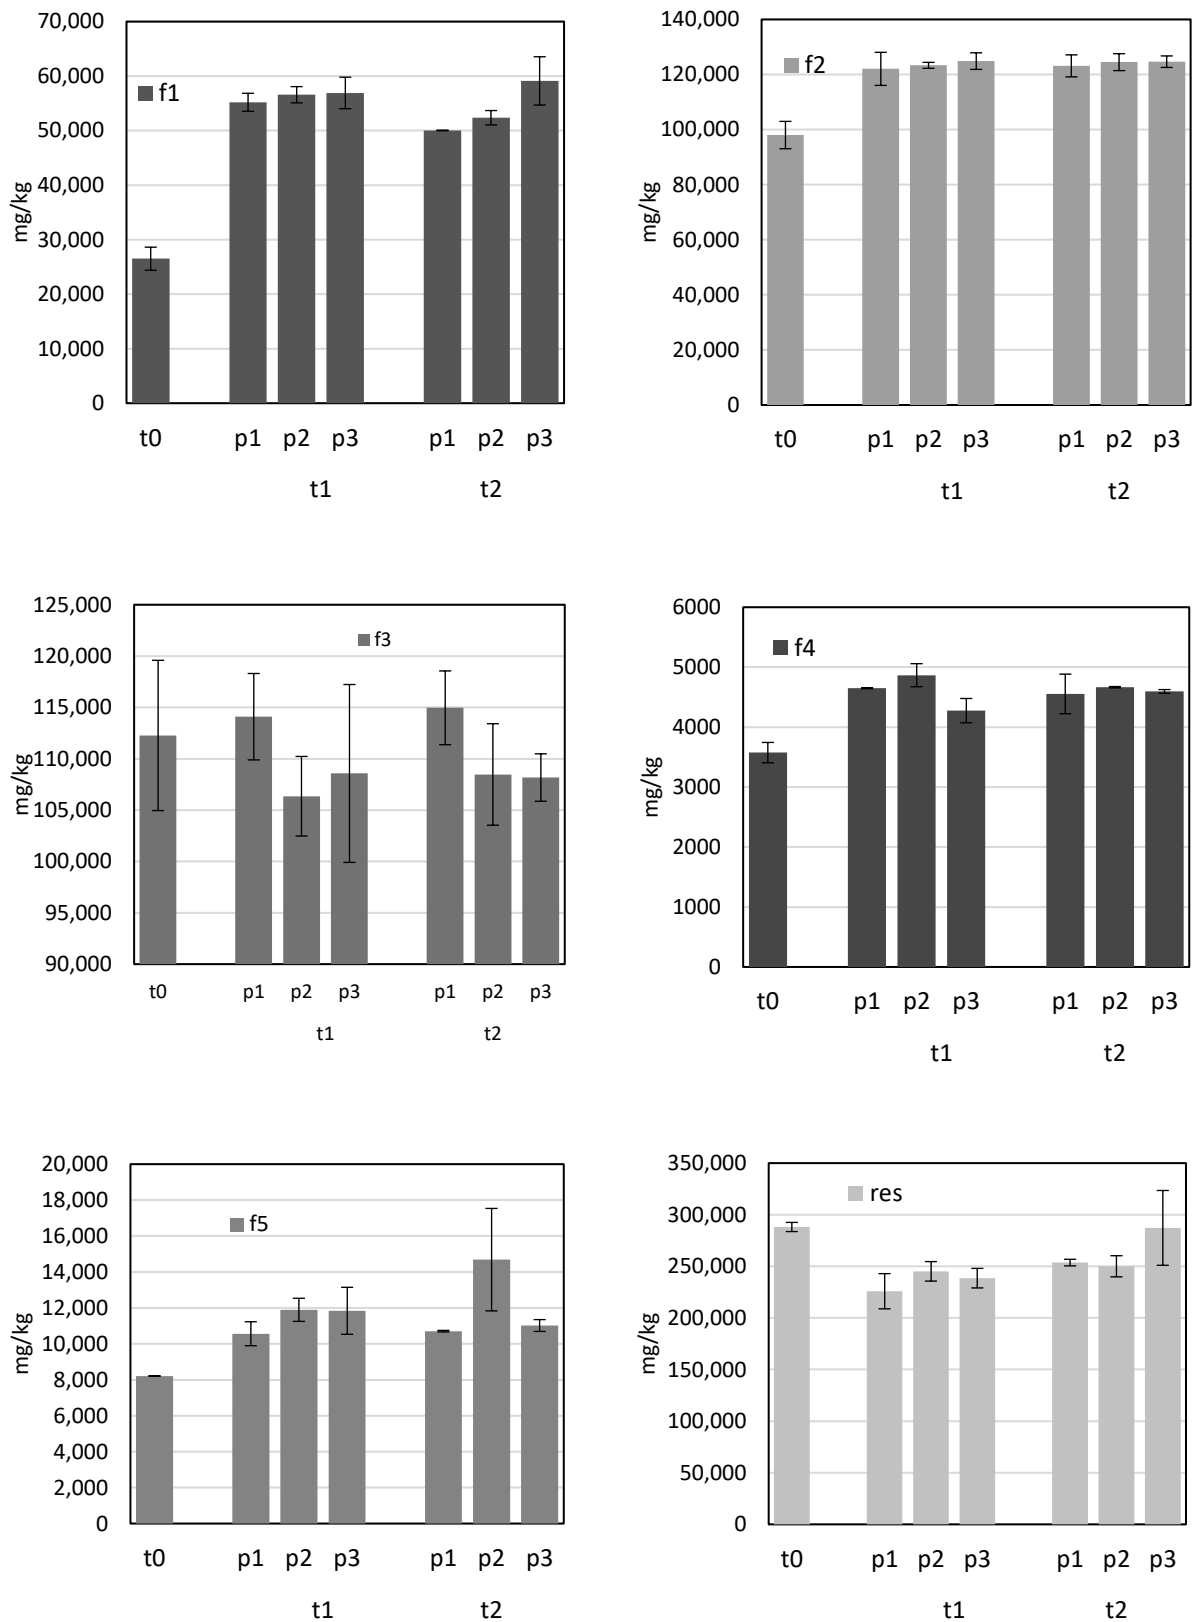 70,000
60,000
50,000
40,000
30,000
20,000
10,000
0
mg/kg
f1
t0 p1 p2 p3 p1 p2 p3
t1 t2
140,000
120,000
100,000
80,000
60,000
40,000
20,000
0
mg/kg
f2
t0 p1 p2 p3 p1 p2 p3
t1 t2
125,000
120,000
115,000
110,000
105,000
100,000
95,000
90,000
mg/kg
f3
t0 p1 p2 p3 p1 p2 p3
t1 t2
6000
5000
4000
3000
2000
1000
0
mg/kg
f4
t0 p1 p2 p3 p1 p2 p3
t1 t2
20,000
18,000
16,000
14,000
12,000
10,000
8,000
6,000
4,000
2,000
0
mg/kg
f5
t0 p1 p2 p3 p1 p2 p3
t1 t2
350,000
300,000
250,000
200,000
150,000
100,000
50,000
0
mg/kg
res
t0 p1 p2 p3 p1 p2 p3
t1 t2